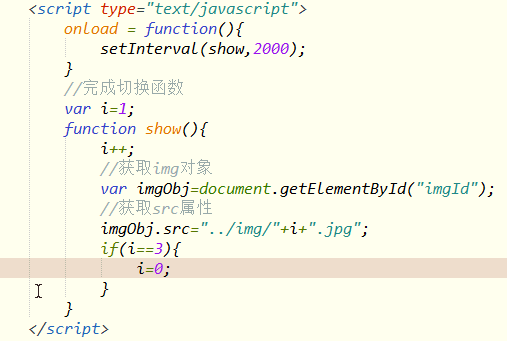 <script type="text/javascript">
onload = function(){
setInterval(show,2000);
}
//完成切换函数
var i=1;
function show(){
i++;
//获取img对象
var imgObj=document.getElementById("imgId");
//获取src属性
imgObj.src="../img/"+i+".jpg";
if(i==3){
i=0;
}
}
</script>